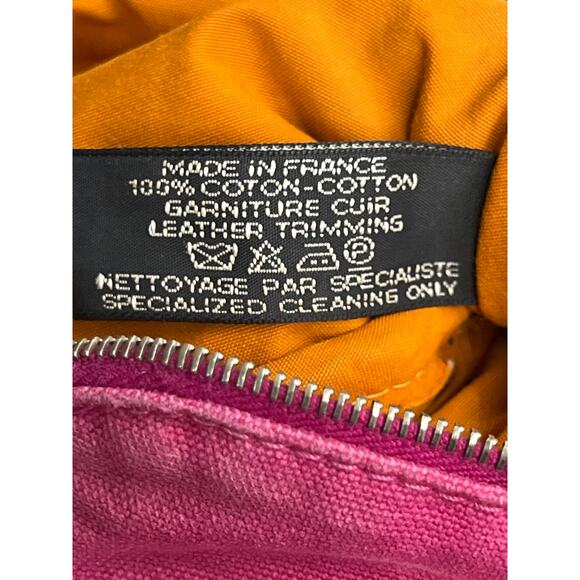 MADE IN FRANCE
100% COTON-COTTON
GARNITURE CUIR
LEATHER TRIMMING
P
NETTOYAGE PAR SPECIALISTE
SPECIALIZED CLEANING ONLY